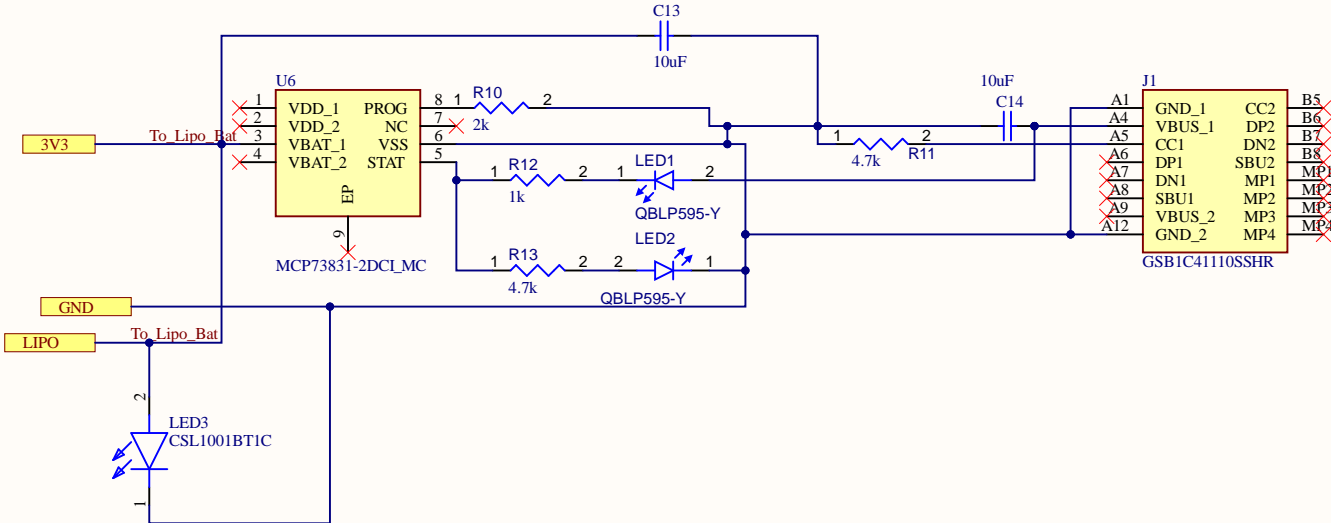 C13
10uF
U6
1 VDD_1 PROG 8
2 VDD_2 NC 7
3 VBAT_1 VSS 6
4 VBAT_2 STAT 5
EP
9
MCP73831-2DCI_MC
1 R10 2
2k
10uF
C14
1 2
4.7k R11
1 R12 2
1k
LED1
1 2
QBLP595-Y
1 R13 2
4.7k
LED2
2 1
QBLP595-Y
J1
A1 GND_1 CC2 B5
A4 VBUS_1 DP2 B6
A5 CC1 DN2 B7
A6 DP1 SBU2 B8
A7 DN1 MP1 MP1
A8 SBU1 MP2 MP2
A9 VBUS_2 MP3 MP3
A12 GND_2 MP4 MP4
GSB1C41110SSHR
3V3
To_Lipo_Bat
GND
LIPO
To_Lipo_Bat
2
LED3
CSL1001BT1C
1